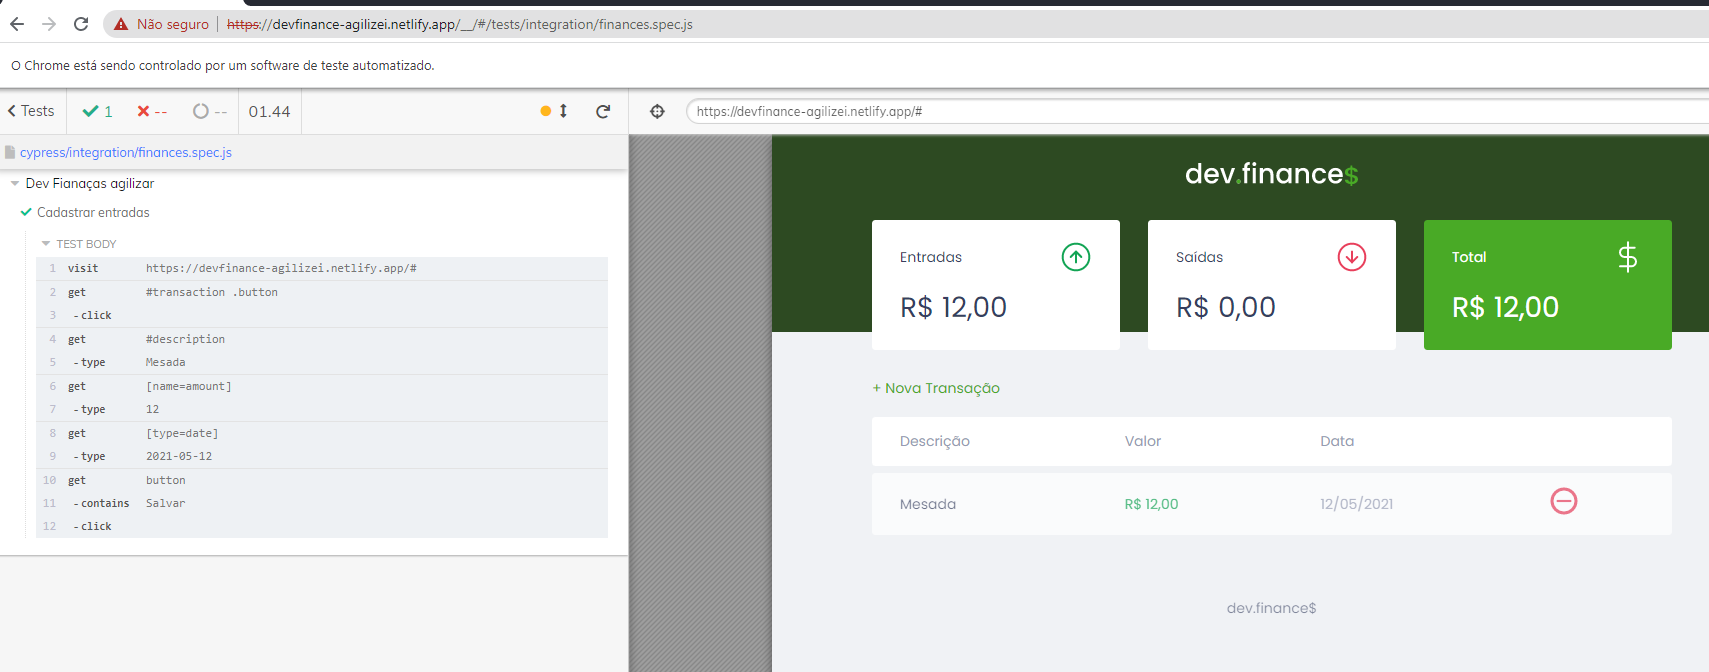 Não seguro | https://devfinance-agilizei.netlify.app/__/#/tests/integration/finances.spec.js
O Chrome está sendo controlado por um software de teste automatizado.
Tests 1 -- -- 01.44
https://devfinance-agilizei.netlify.app/#
cypress/integration/finances.spec.js
Dev Fianaças agilizar
Cadastrar entradas
TEST BODY
1 visit https://devfinance-agilizei.netlify.app/#
2 get #transaction .button
3 -click
4 get #description
5 -type Mesada
6 get [name=amount]
7 -type 12
8 get [type=date]
9 -type 2021-05-12
10 get button
11 -contains Salvar
12 -click
dev.finance$
Entradas
R$ 12,00
Saídas
R$ 0,00
Total
$
R$ 12,00
+ Nova Transação
Descrição Valor Data
Mesada R$ 12,00 12/05/2021
dev.finance$